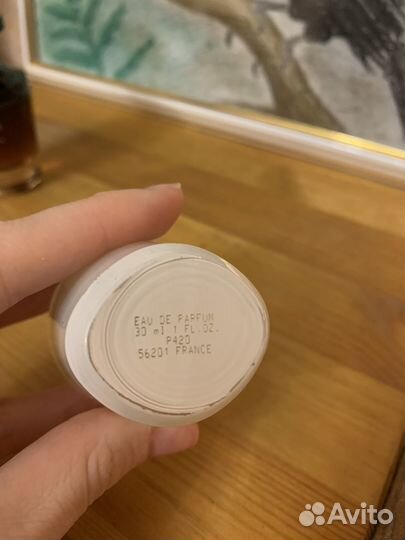 EAU DE PARFUM
30 ml 1 FL.OZ.
P420
56201 FRANCE
Avito